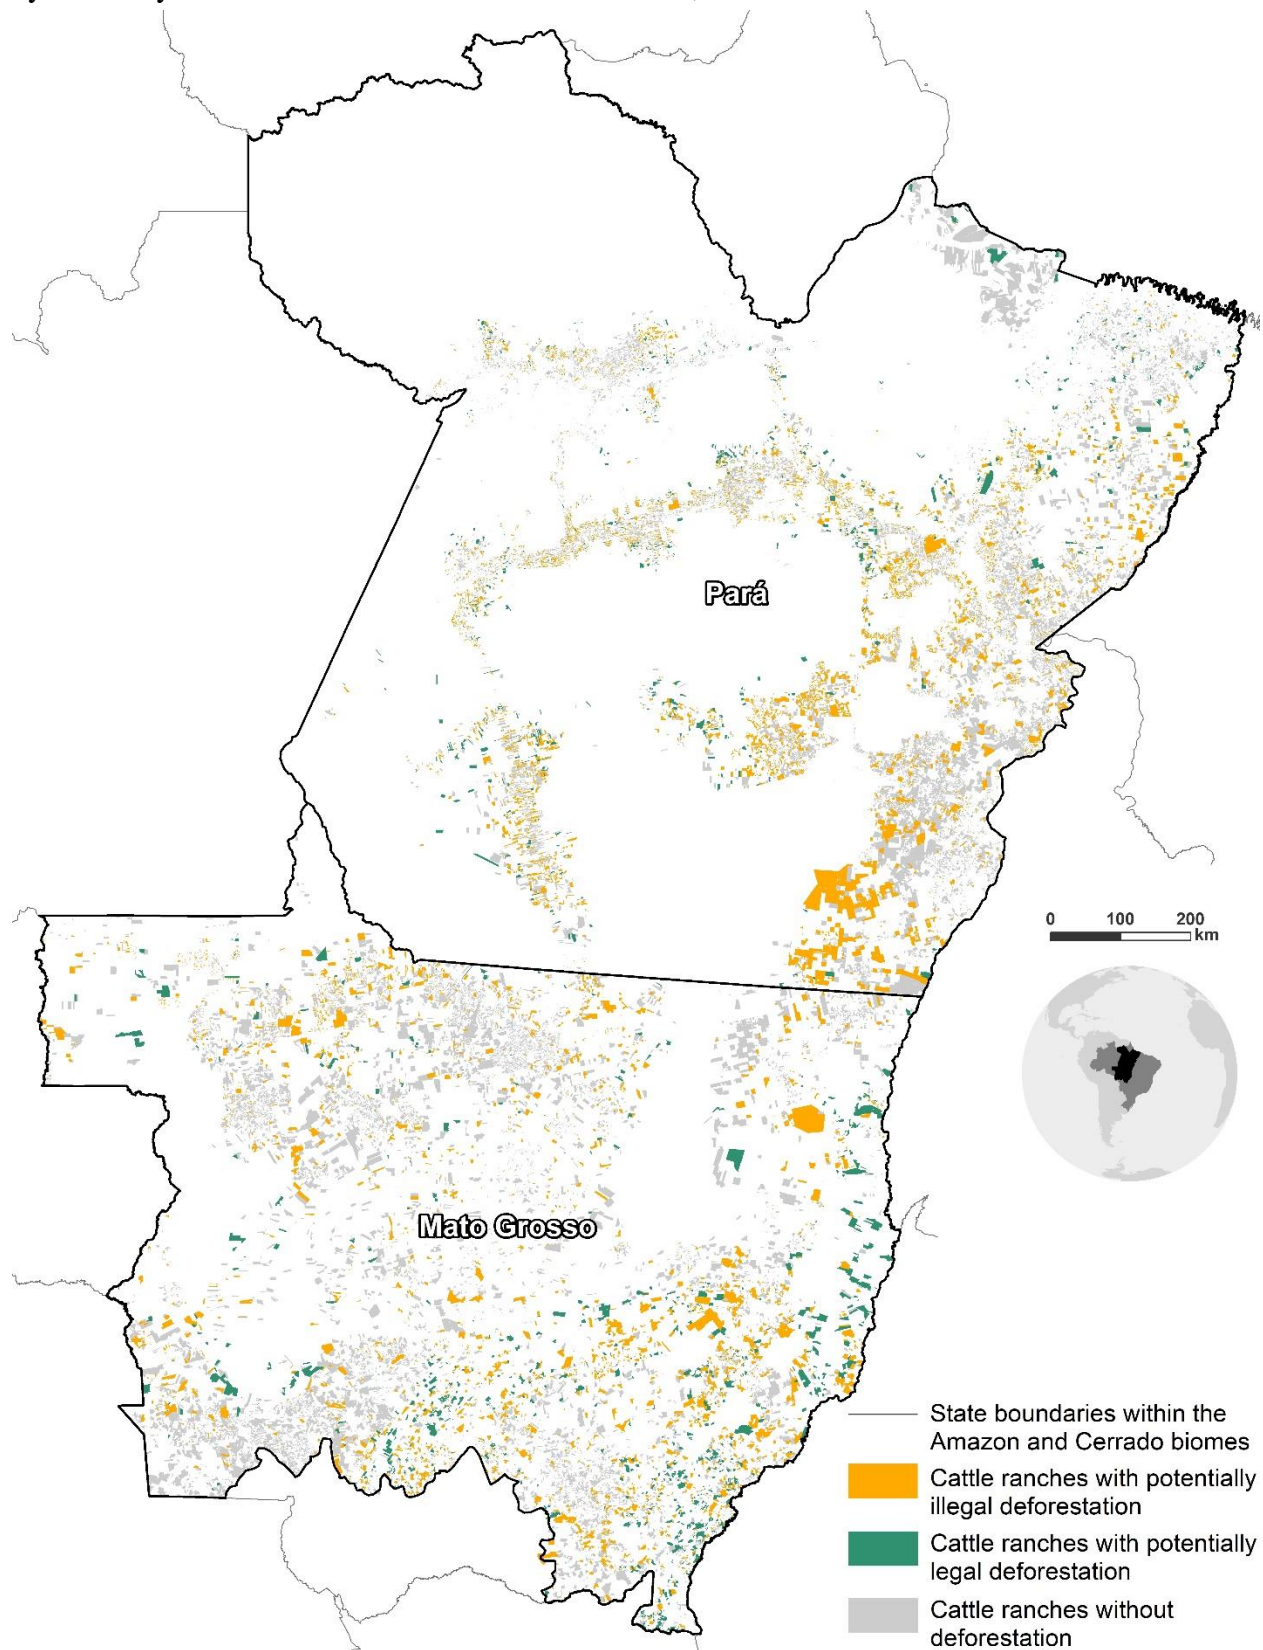 Pará
0 100 200
km
Mato Grosso
State boundaries within the
Amazon and Cerrado biomes
Cattle ranches with potentially
illegal deforestation
Cattle ranches with potentially
legal deforestation
Cattle ranches without
deforestation